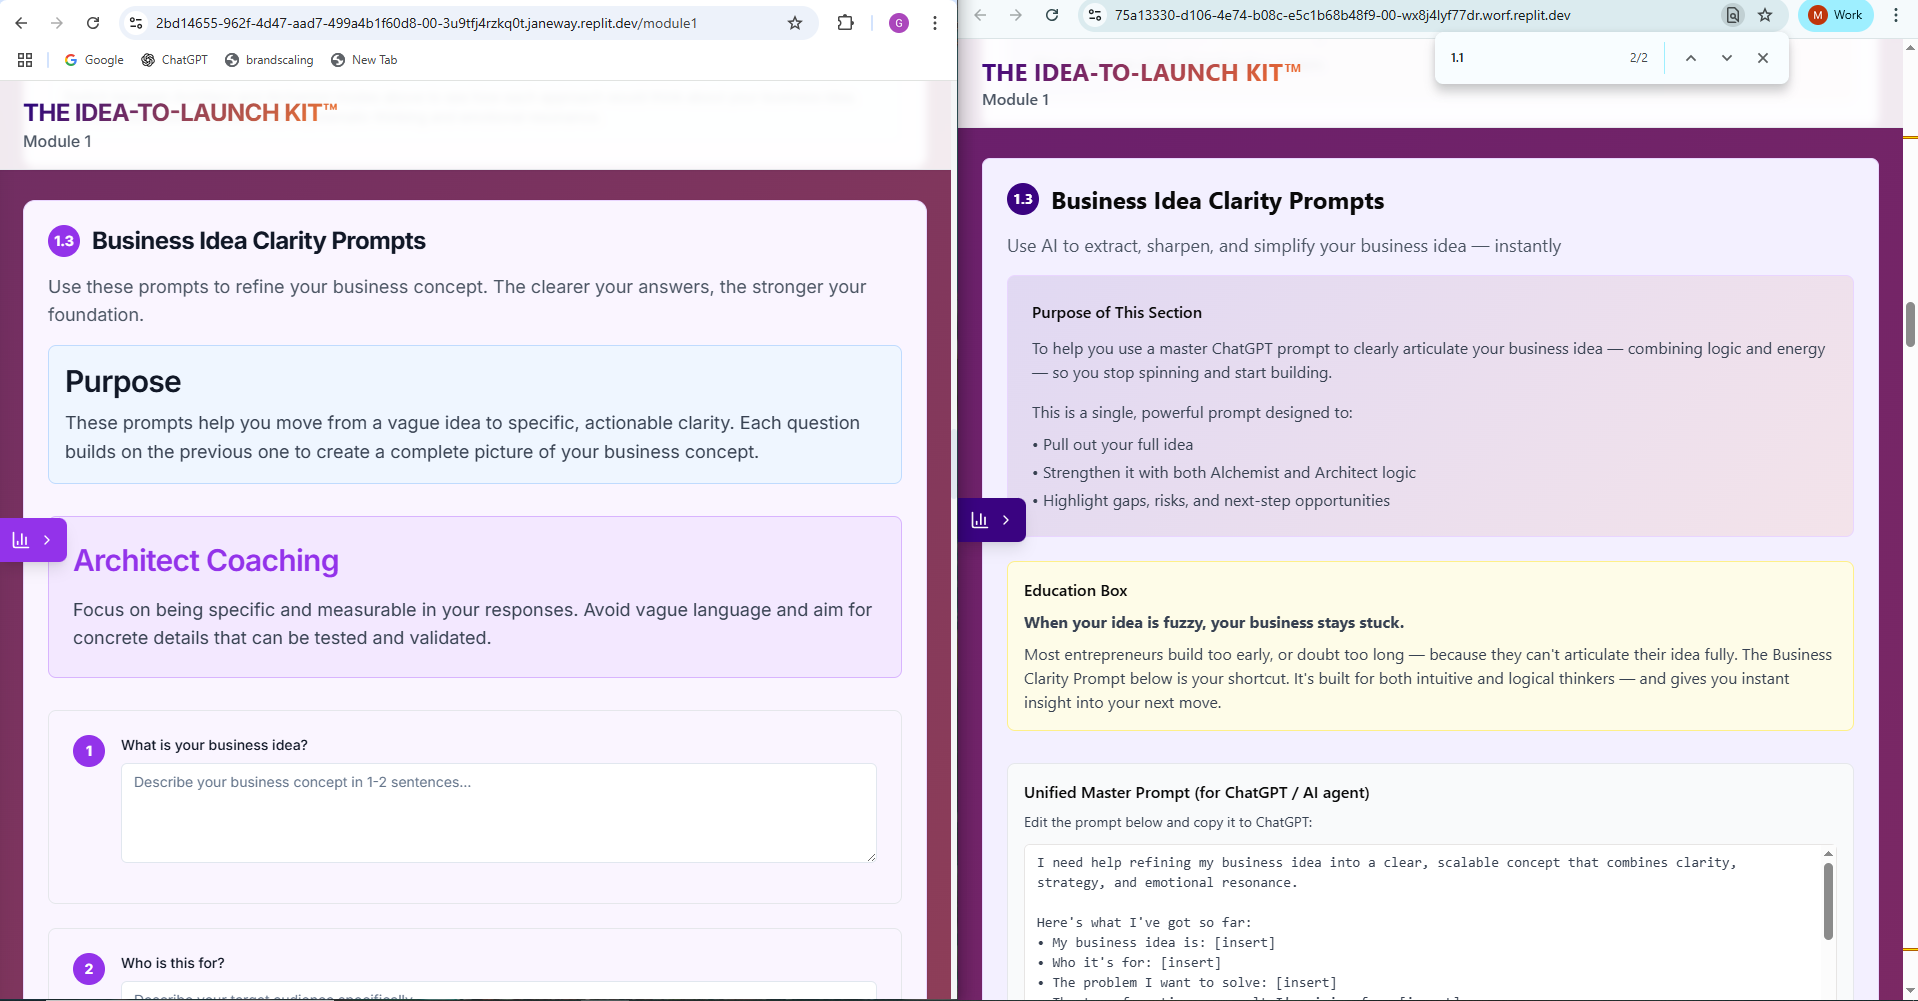 2bd14655-962f-4d47-aad7-499a4b1f60d8-00-3u9tfj4rzkq0t.janeway.replit.dev/module1
G
Google
ChatGPT
brandscaling
New Tab
THE IDEA-TO-LAUNCH KIT™
Module 1
1.3 Business Idea Clarity Prompts
Use these prompts to refine your business concept. The clearer your answers, the stronger your
foundation.
Purpose
These prompts help you move from a vague idea to specific, actionable clarity. Each question
builds on the previous one to create a complete picture of your business concept.
Architect Coaching
Focus on being specific and measurable in your responses. Avoid vague language and aim for
concrete details that can be tested and validated.
1 What is your business idea?
Describe your business concept in 1-2 sentences...
2 Who is this for?
Describe your target audience specifically
75a13330-d106-4e74-b08c-e5c1b68b48f9-00-wx8j4lyf77dr.worf.replit.dev
M Work
1.1
2/2
THE IDEA-TO-LAUNCH KIT™
Module 1
1.3 Business Idea Clarity Prompts
Use AI to extract, sharpen, and simplify your business idea — instantly
Purpose of This Section
To help you use a master ChatGPT prompt to clearly articulate your business idea — combining logic and energy
— so you stop spinning and start building.
This is a single, powerful prompt designed to:
• Pull out your full idea
• Strengthen it with both Alchemist and Architect logic
• Highlight gaps, risks, and next-step opportunities
Education Box
When your idea is fuzzy, your business stays stuck.
Most entrepreneurs build too early, or doubt too long — because they can't articulate their idea fully. The Business
Clarity Prompt below is your shortcut. It's built for both intuitive and logical thinkers — and gives you instant
insight into your next move.
Unified Master Prompt (for ChatGPT / AI agent)
Edit the prompt below and copy it to ChatGPT:
I need help refining my business idea into a clear, scalable concept that combines clarity,
strategy, and emotional resonance.
Here's what I've got so far:
• My business idea is: [insert]
• Who it's for: [insert]
• The problem I want to solve: [insert]